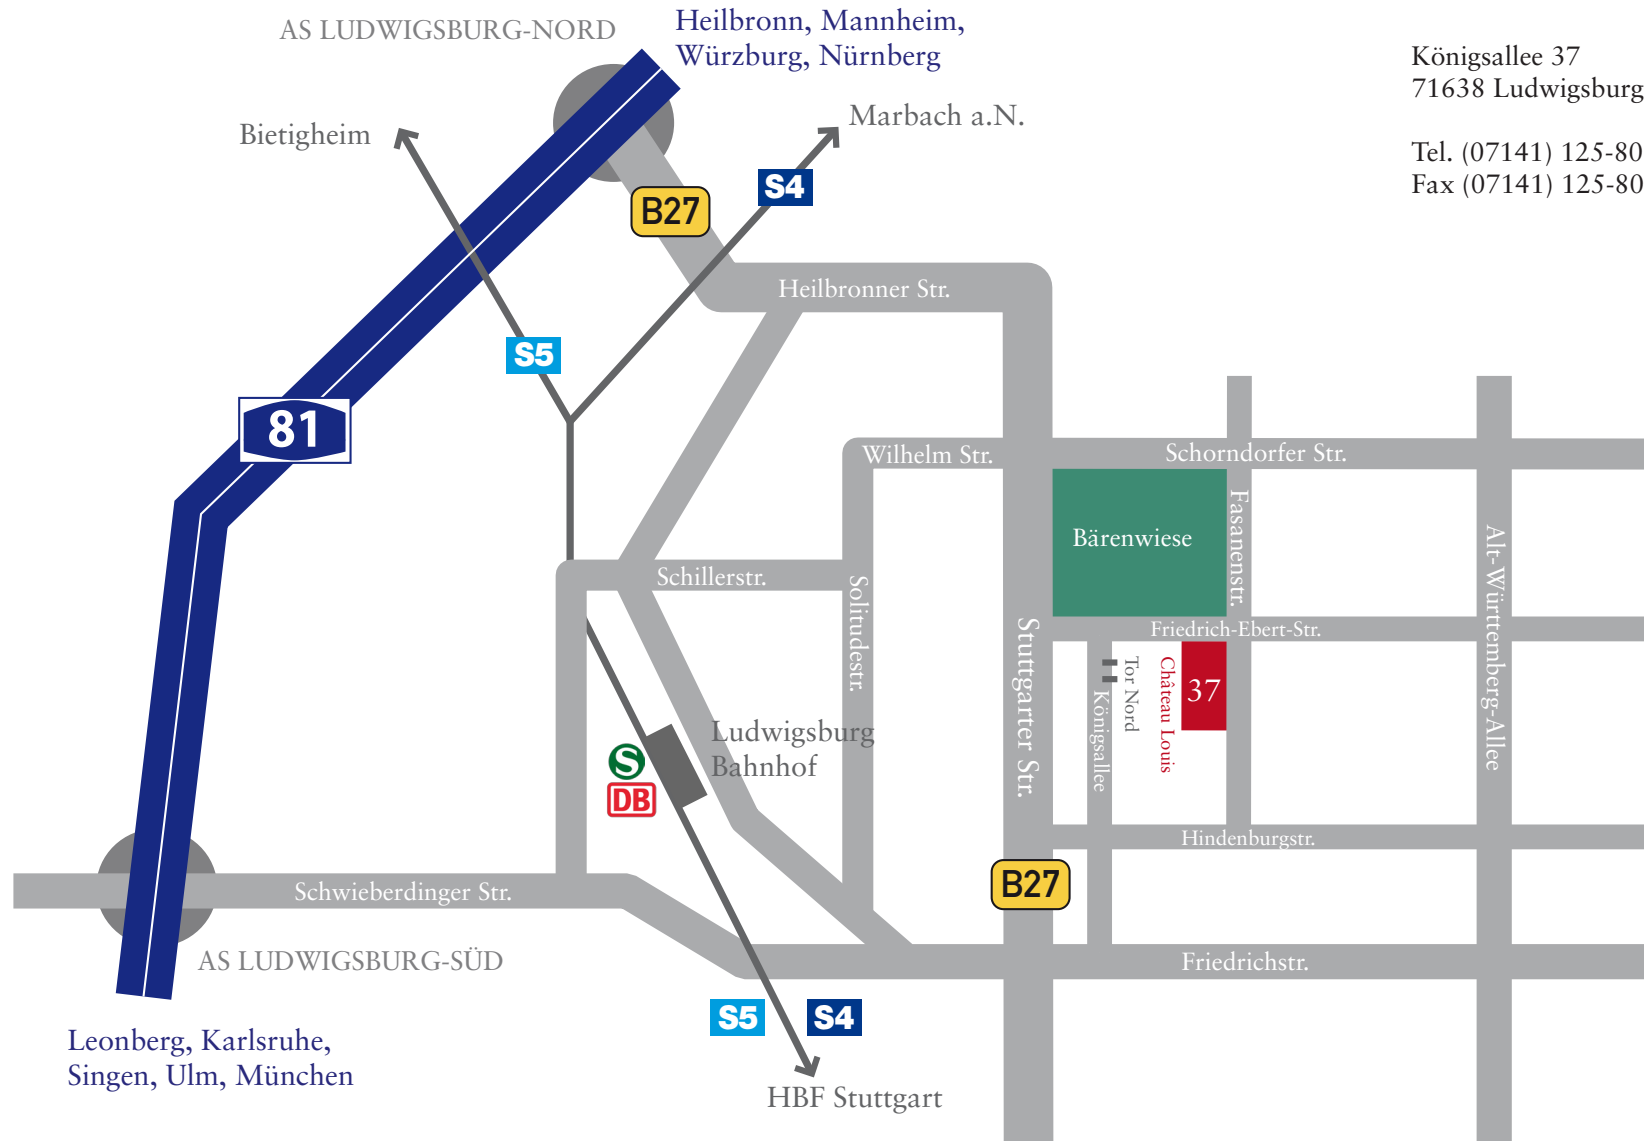 AS LUDWIGSBURG-NORD
Heilbronn, Mannheim,
Würzburg, Nürnberg
Königsallee 37
71638 Ludwigsburg
Tel. (07141) 125-80
Fax (07141) 125-80
Bietigheim
Marbach a.N.
S4
B27
Heilbronner Str.
S5
81
Wilhelm Str.
Schorndorfer Str.
Bärenwiese
Fasanenstr.
Alt-Württemberg-Allee
Schillerstr.
Solitudestr.
Stuttgarter Str.
Friedrich-Ebert-Str.
Tor Nord
Château Louis
37
Königsallee
Ludwigsburg
Bahnhof
S
DB
Hindenburgstr.
B27
Schwieberdinger Str.
AS LUDWIGSBURG-SÜD
Friedrichstr.
S5
S4
Leonberg, Karlsruhe,
Singen, Ulm, München
HBF Stuttgart